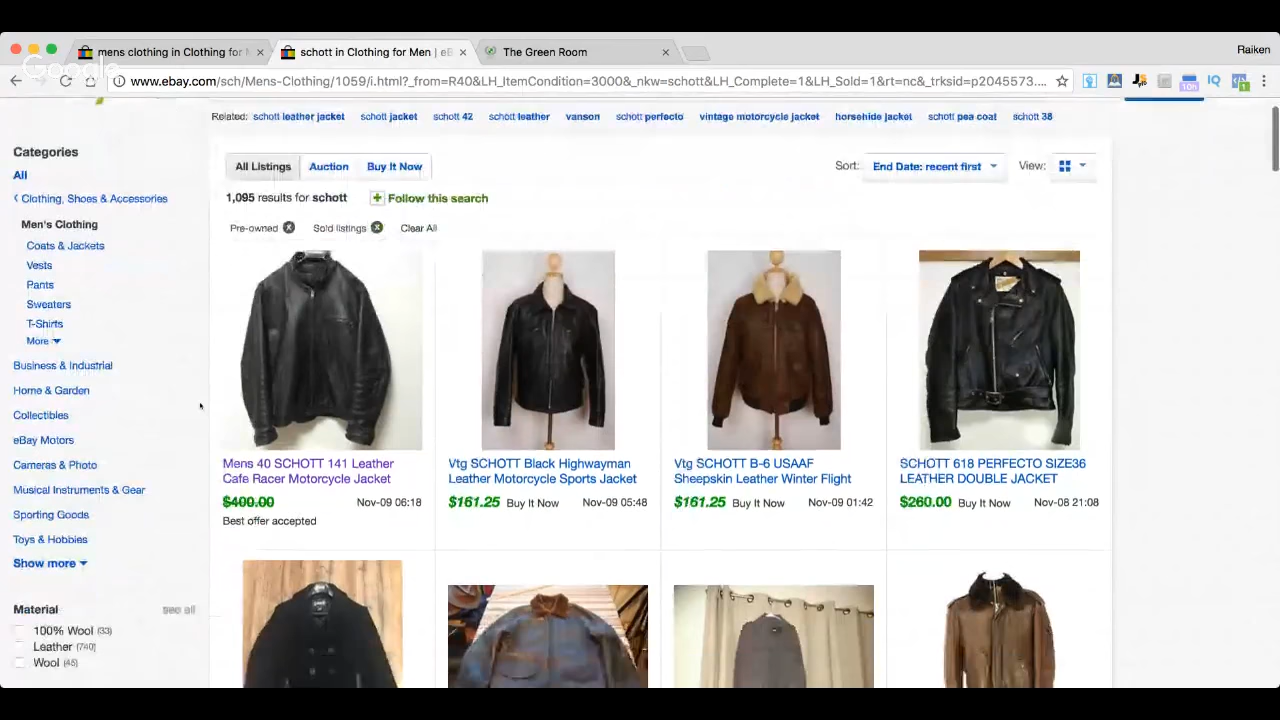 mens clothing in Clothing for M
schott in Clothing for Men | eB
The Green Room
Raiken
Google
www.ebay.com/sch/Mens-Clothing/1059/i.html?_from=R40&LH_ItemCondition=3000&_nkw=schott&LH_Complete=1&LH_Sold=1&rt=nc&_trksid=p2045573....
10h
IQ
1
Related: schott leather jacket schott jacket schott 42 schott leather vanson schott perfecto vintage motorcycle jacket horsehide jacket schott pea coat schott 38
Categories
All
Clothing, Shoes & Accessories
Men's Clothing
Coats & Jackets
Vests
Pants
Sweaters
T-Shirts
More
Business & Industrial
Home & Garden
Collectibles
eBay Motors
Cameras & Photo
Musical Instruments & Gear
Sporting Goods
Toys & Hobbies
Show more
Material see all
100% Wool (33)
Leather (740)
Wool (45)
All Listings Auction Buy It Now
Sort: End Date: recent first View:
1,095 results for schott Follow this search
Pre-owned Sold listings Clear All
Mens 40 SCHOTT 141 Leather
Cafe Racer Motorcycle Jacket
$400.00 Nov-09 06:18
Best offer accepted
Vtg SCHOTT Black Highwayman
Leather Motorcycle Sports Jacket
$161.25 Buy It Now Nov-09 05:48
Vtg SCHOTT B-6 USAAF
Sheepskin Leather Winter Flight
$161.25 Buy It Now Nov-09 01:42
SCHOTT 618 PERFECTO SIZE36
LEATHER DOUBLE JACKET
$260.00 Buy It Now Nov-08 21:08